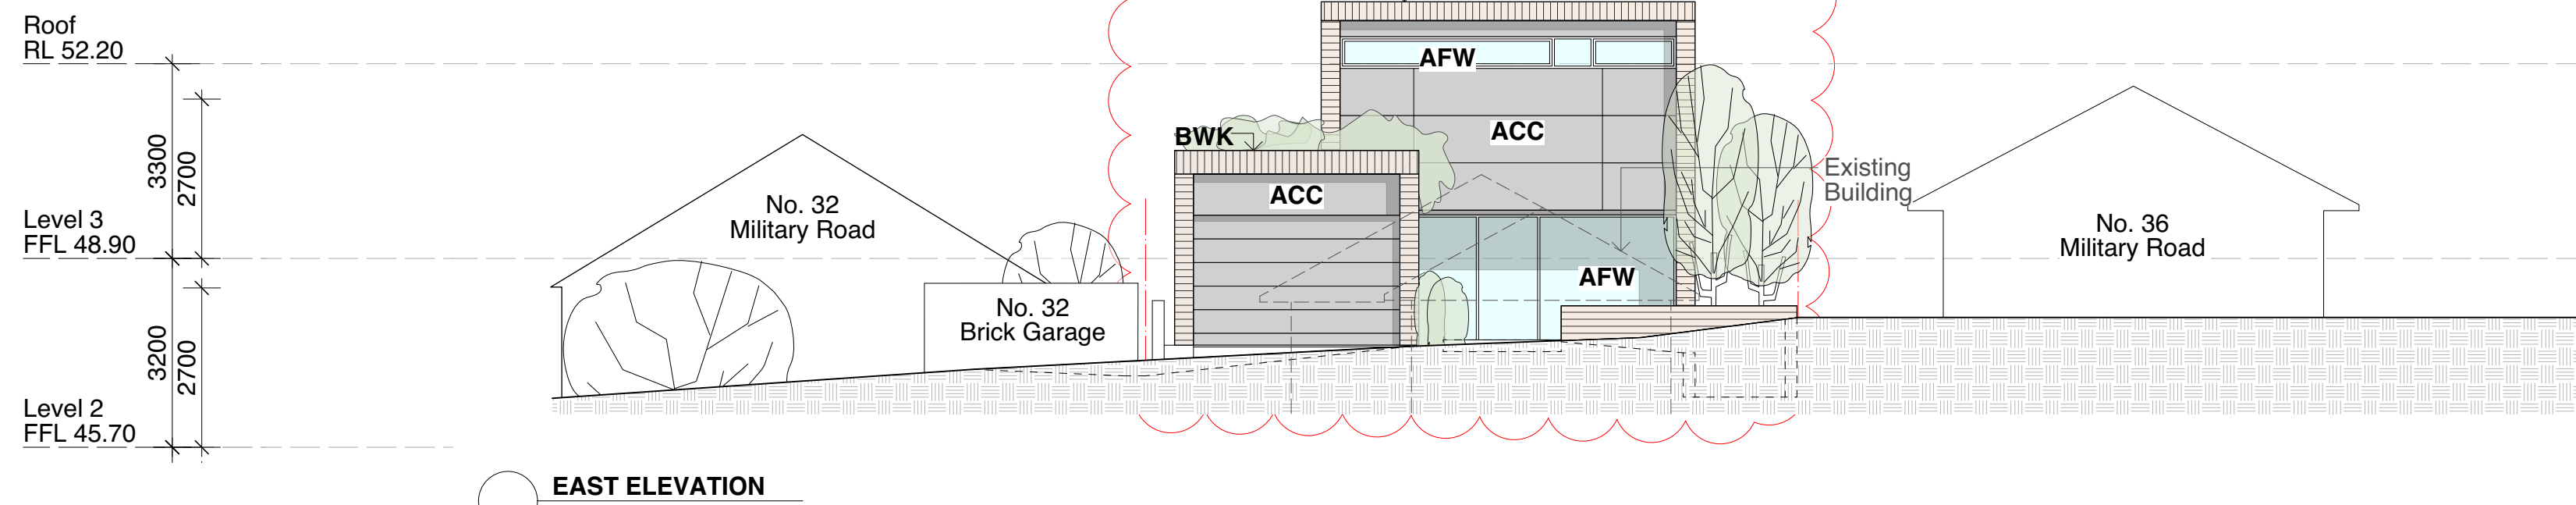 Roof
RL 52.20
3300
2700
Level 3
FFL 48.90
3200
2700
Level 2
FFL 45.70
No. 32
Military Road
No. 32
Brick Garage
BWK
ACC
AFW
ACC
AFW
Existing
Building
No. 36
Military Road
EAST ELEVATION